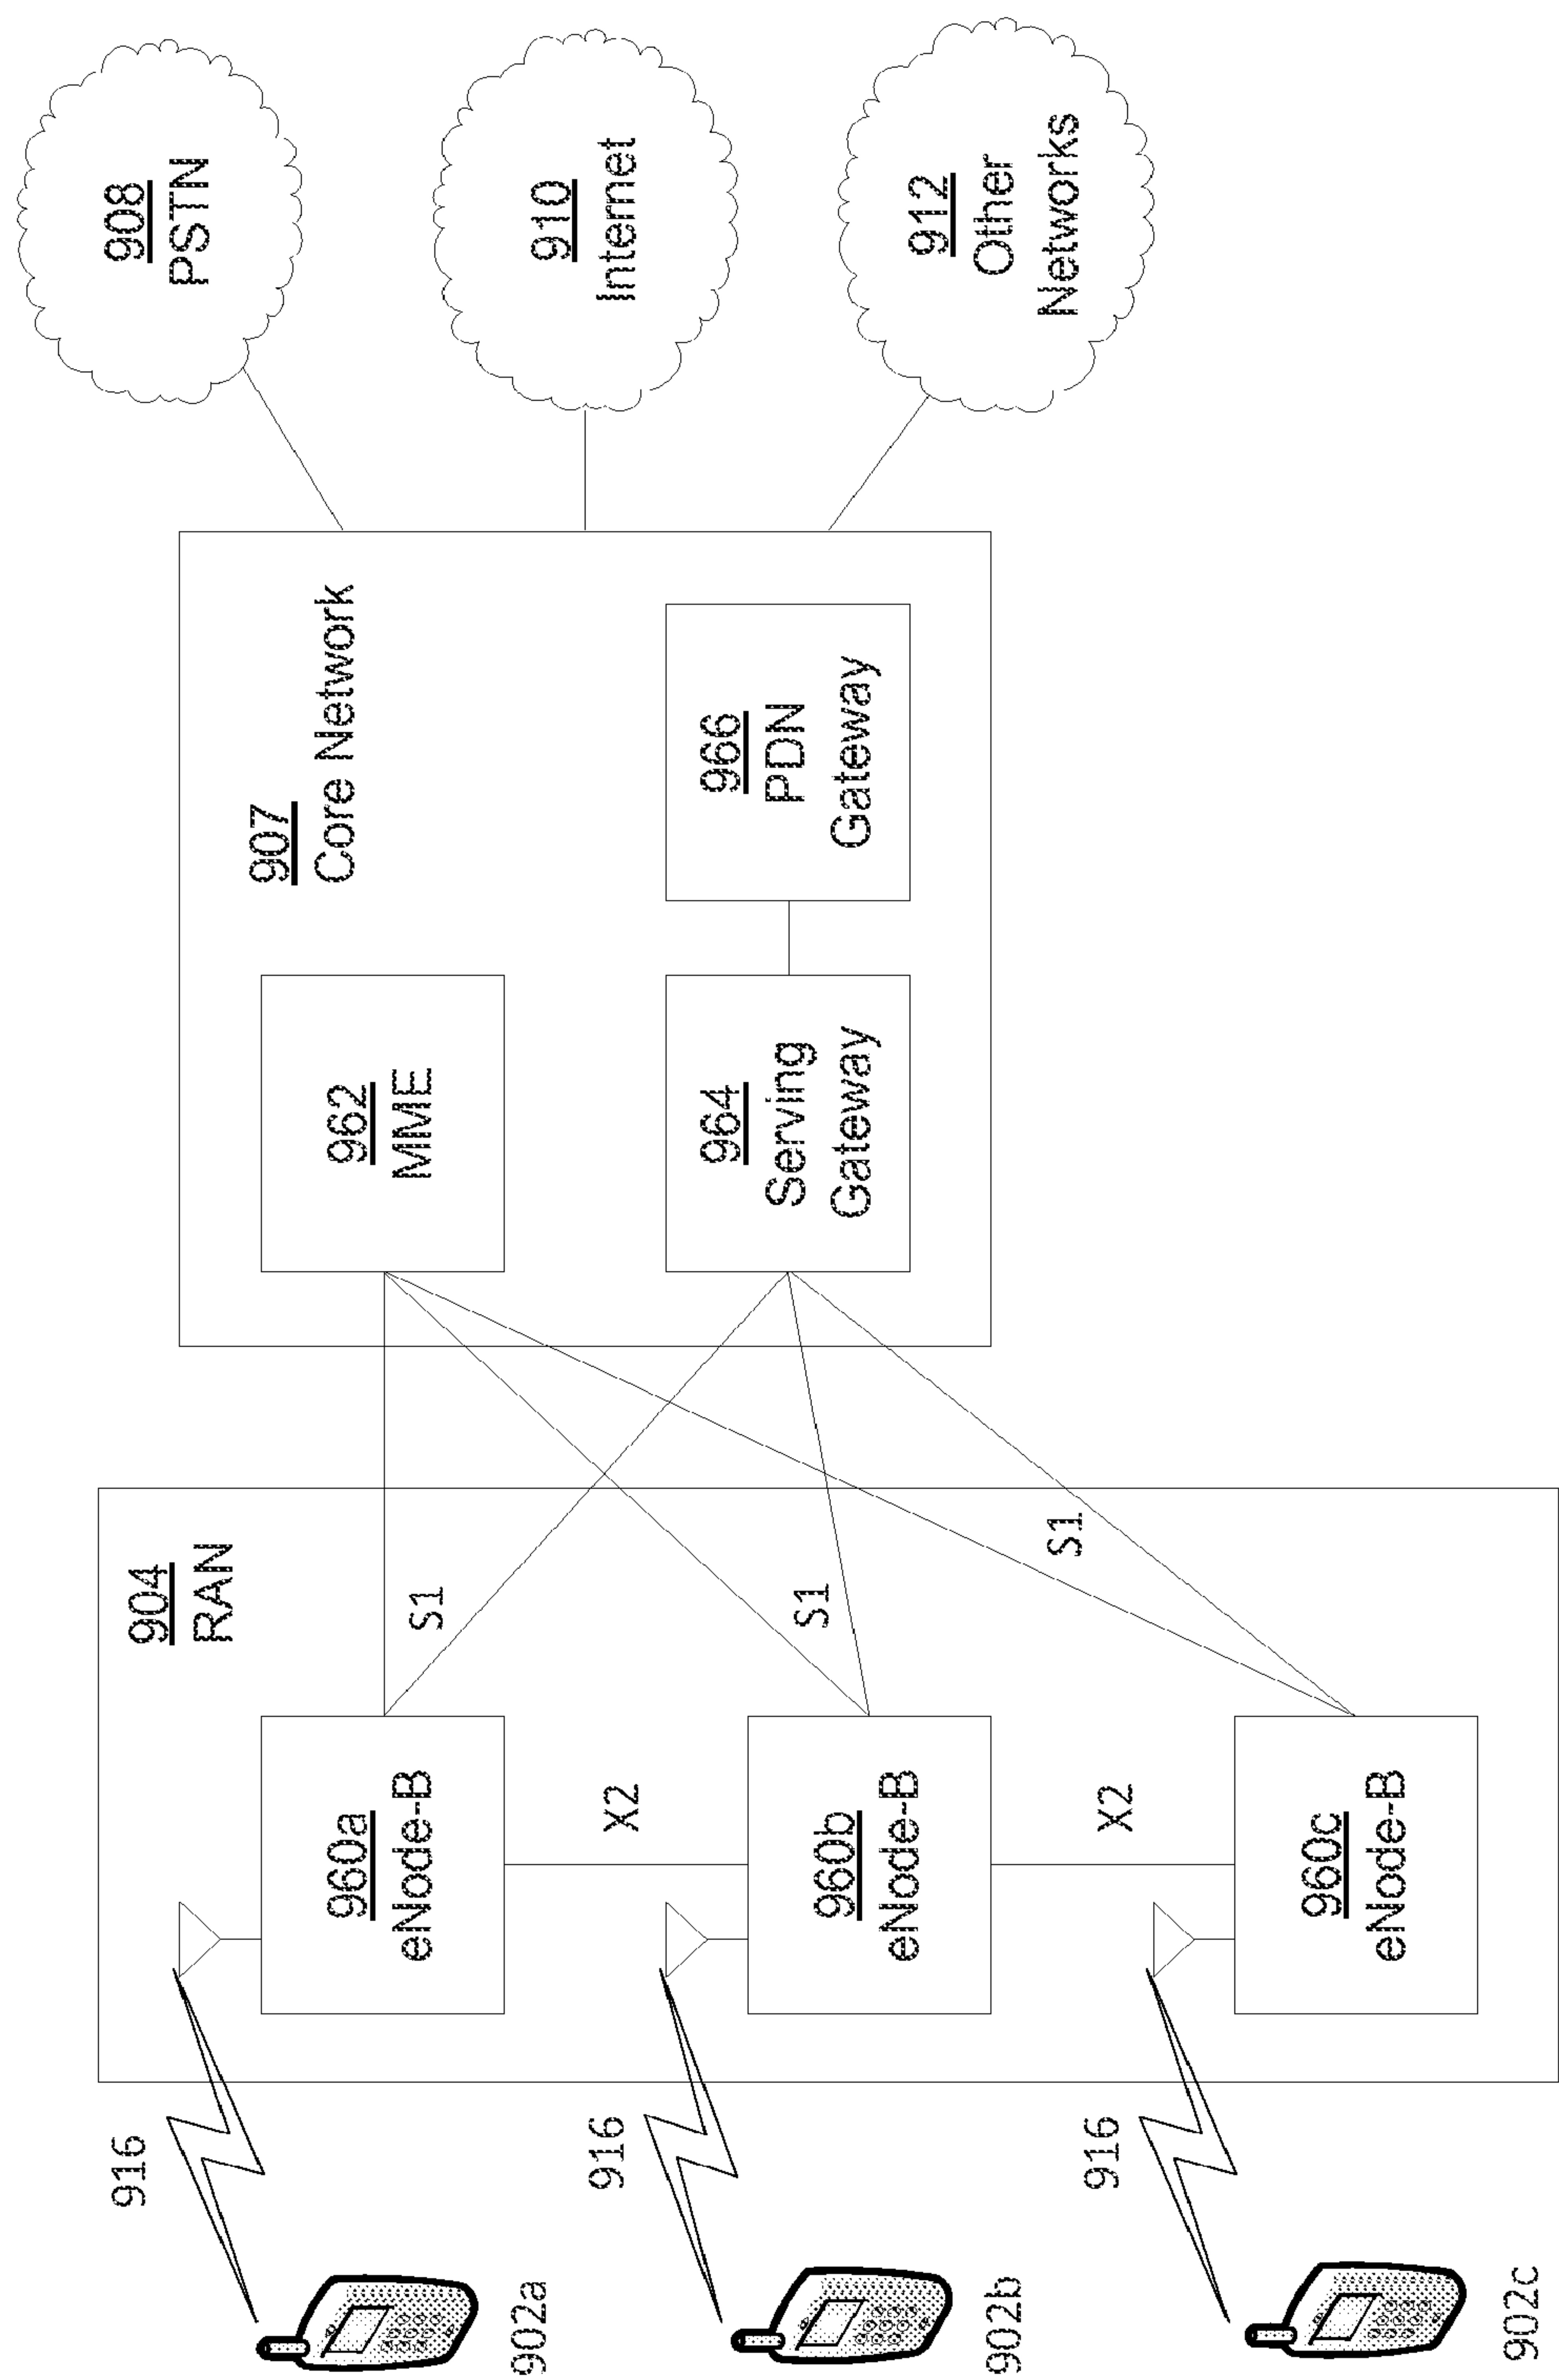 916
902a
916
902b
916
902c
904
RAN
960a
eNode-B
X2
960b
eNode-B
X2
960c
eNode-B
S1
S1
S1
907
Core Network
962
MME
964
Serving
Gateway
966
PDN
Gateway
908
PSTN
910
Internet
912
Other
Networks